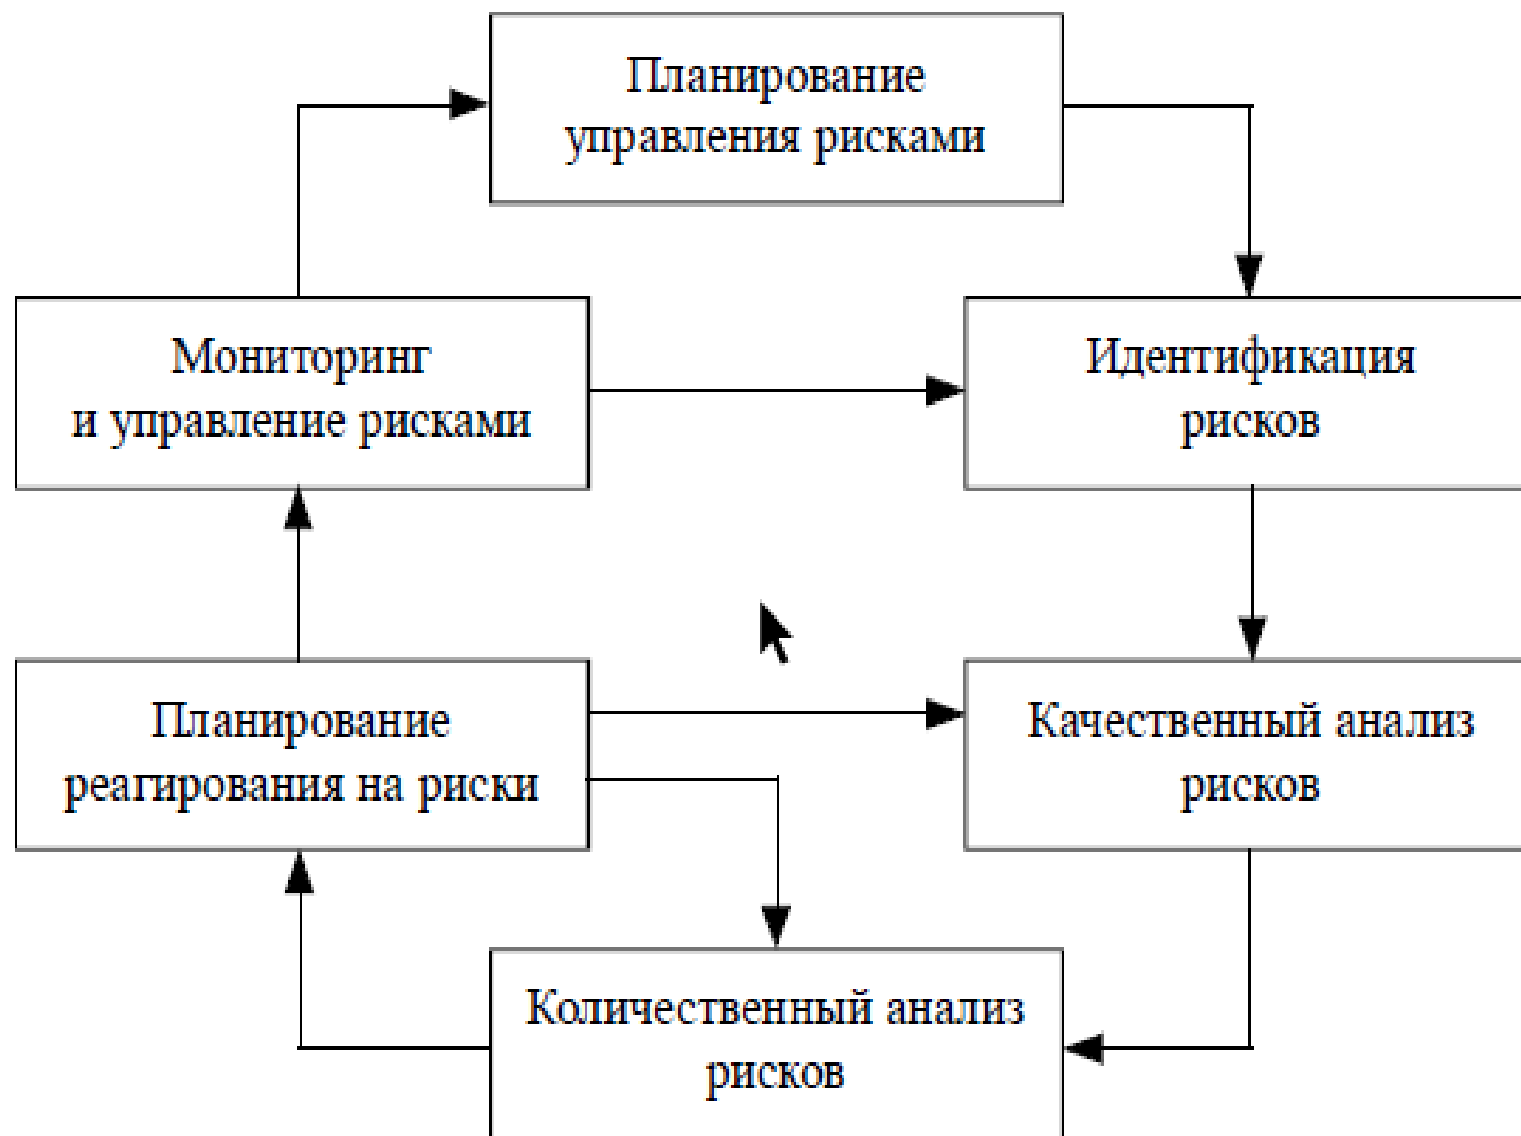 Планирование
управления рисками
Мониторинг
и управление рисками
Идентификация
рисков
Планирование
реагирования на риски
Качественный анализ
рисков
Количественный анализ
рисков